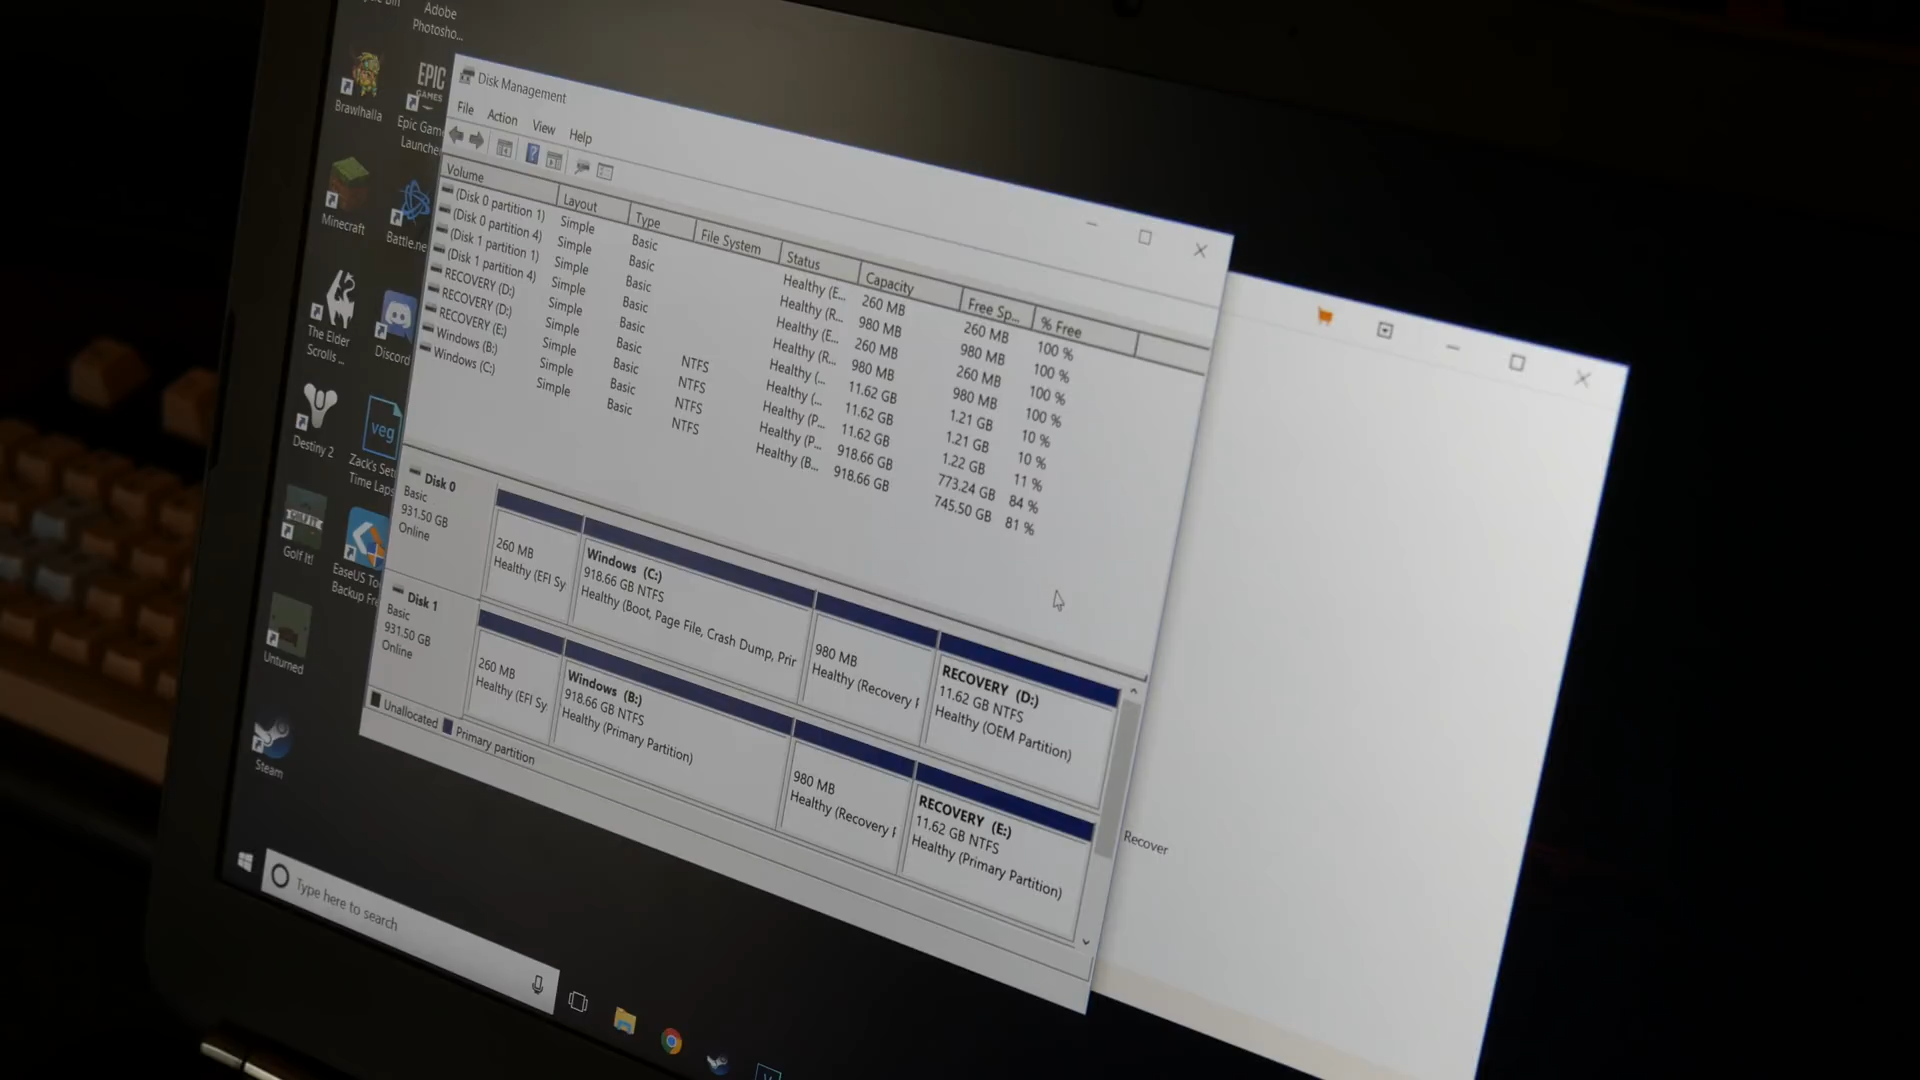 Adobe
Photosho...
Brawlhalla
EPIC
GAMES
Epic Gam
Launche
Minecraft
Battle.ne
The Elder
Scrolls ...
Discord
Destiny 2
veg
Zack's Set
Time Laps
GOLF IT!
Golf It!
EaseUS To
Backup Fre
Unturned
Steam
Disk Management
File Action View Help
Volume Layout Type File System Status Capacity Free Sp... % Free
(Disk 0 partition 1) Simple Basic Healthy (E... 260 MB 260 MB 100 %
(Disk 0 partition 4) Simple Basic Healthy (R... 980 MB 980 MB 100 %
(Disk 1 partition 1) Simple Basic Healthy (E... 260 MB 260 MB 100 %
(Disk 1 partition 4) Simple Basic Healthy (R... 980 MB 980 MB 100 %
RECOVERY (D:) Simple Basic NTFS Healthy (... 11.62 GB 1.21 GB 10 %
RECOVERY (D:) Simple Basic NTFS Healthy (... 11.62 GB 1.21 GB 10 %
RECOVERY (E:) Simple Basic NTFS Healthy (P... 11.62 GB 1.22 GB 11 %
Windows (B:) Simple Basic NTFS Healthy (P... 918.66 GB 773.24 GB 84 %
Windows (C:) Simple Basic Healthy (B... 918.66 GB 745.50 GB 81 %
Disk 0
Basic
931.50 GB
Online
260 MB
Healthy (EFI Sy
Windows (C:)
918.66 GB NTFS
Healthy (Boot, Page File, Crash Dump, Prir
980 MB
Healthy (Recovery
RECOVERY (D:)
11.62 GB NTFS
Healthy (OEM Partition)
Disk 1
Basic
931.50 GB
Online
260 MB
Healthy (EFI Sy
Windows (B:)
918.66 GB NTFS
Healthy (Primary Partition)
980 MB
Healthy (Recovery
RECOVERY (E:)
11.62 GB NTFS
Healthy (Primary Partition)
Unallocated Primary partition
Recover
Type here to search